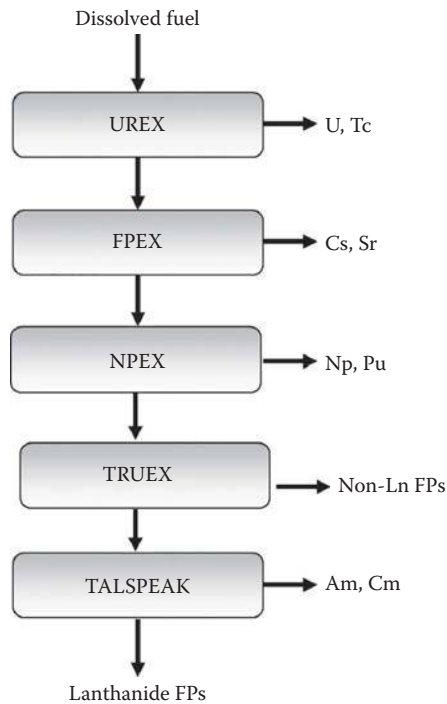 Dissolved fuel
UREX
U, Tc
FPEX
Cs, Sr
NPEX
Np, Pu
TRUEX
Non-Ln FPs
TALSPEAK
Am, Cm
Lanthanide FPs